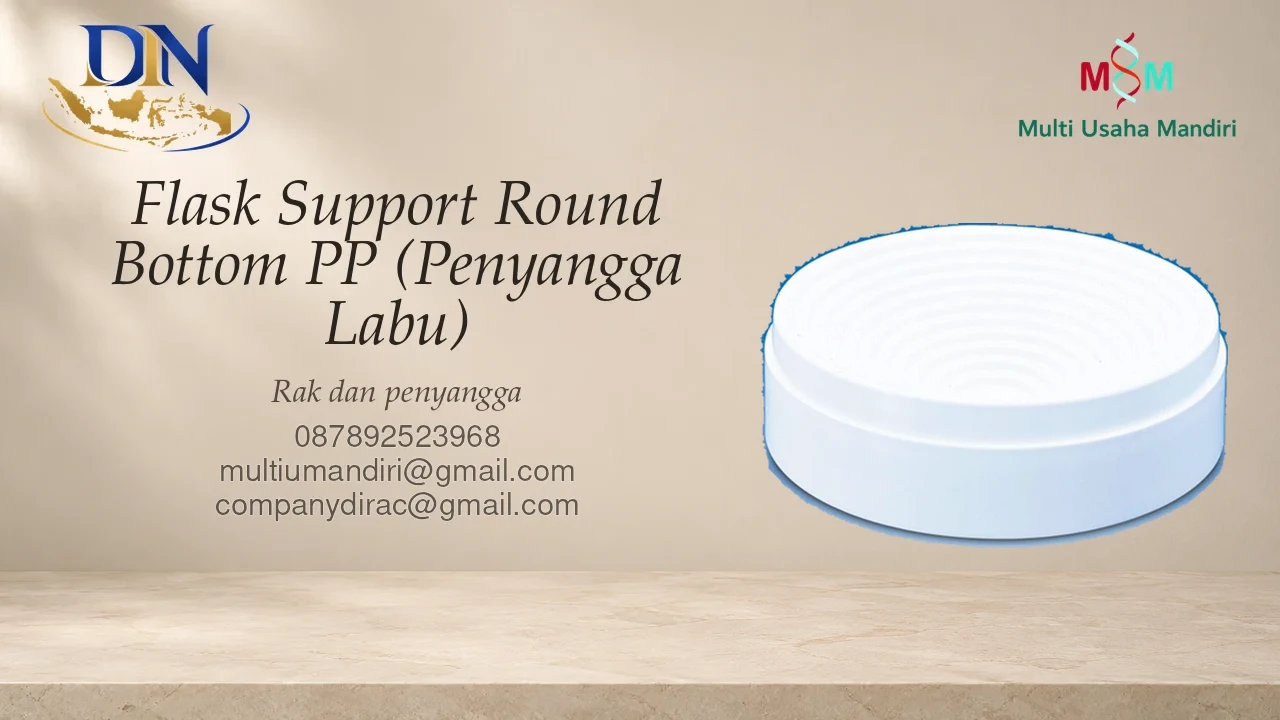 DIN
M M
Multi Usaha Mandiri
Flask Support Round
Bottom PP (Penyangga
Labu)
Rak dan penyangga
087892523968
multiumandiri@gmail.com
companydirac@gmail.com